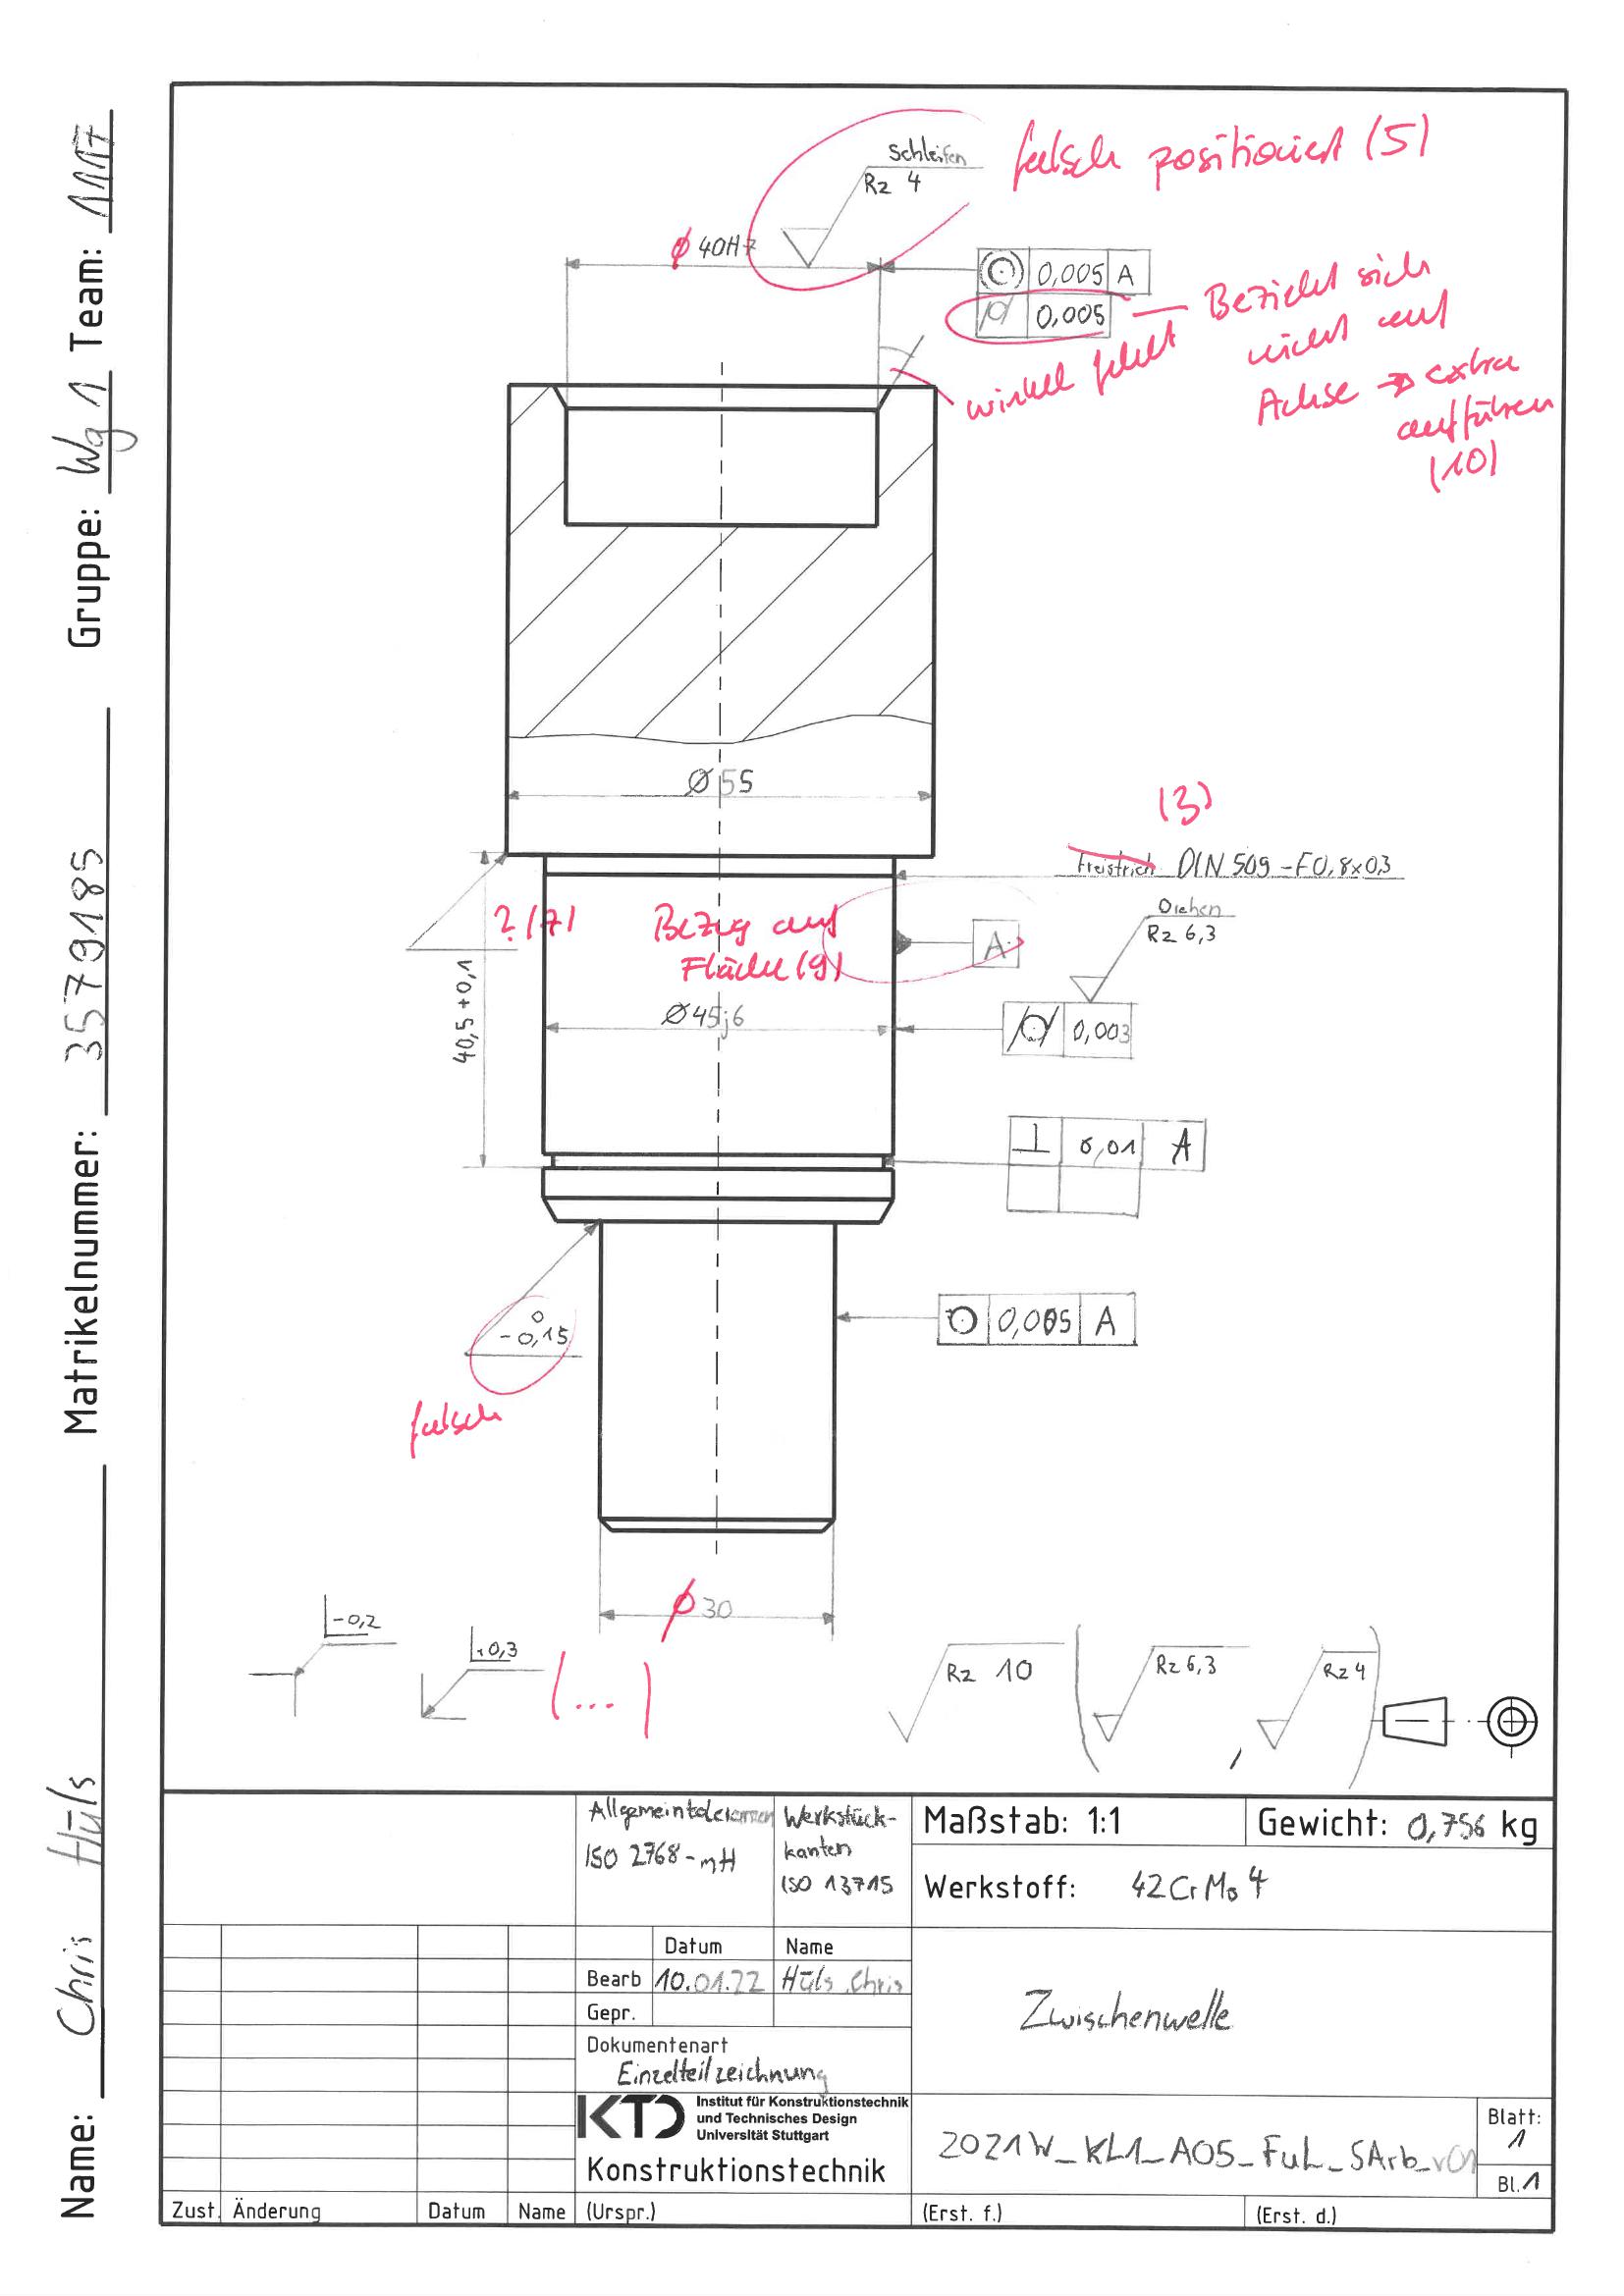 Name: Chris Hüls Matrikelnummer: 3579185 Gruppe: Wg 1 Team: 1117
Schleifen
Rz 4
falsch positioniert (5)
⌀ 40H7
0,005 A
0,005
Bezieht sich
nicht auf
Achse → extra
aufführen
(10)
winkel fehlt
⌀ 55
(3)
Freistrich DIN 509 - F0,8x0,3
Drehen
Rz 6,3
? (7)
Bezug auf
Fläche (9)
A
40,5 +0,1
⌀45j6
0,003
⊥ 0,01 A
0
-0,15
falsch
0,005 A
⌀ 30
-0,2
+0,3
(...)
Rz 10 ( Rz 6,3 , Rz 4 )
Allgemeintoleranzen
ISO 2768-mH
Werkstück-
kanten
ISO 13715
Maßstab: 1:1
Gewicht: 0,756 kg
Werkstoff: 42CrMo4
Datum Name
Bearb 10.01.22 Hüls, Chris
Gepr.
Dokumentenart
Einzelteilzeichnung
Zwischenwelle
KTD
Institut für Konstruktionstechnik
und Technisches Design
Universität Stuttgart
Konstruktionstechnik
2021W_KL1_A05_FuL_SArb_v01
Blatt:
1
Bl. 1
Zust. Änderung Datum Name (Urspr.) (Erst. f.) (Erst. d.)